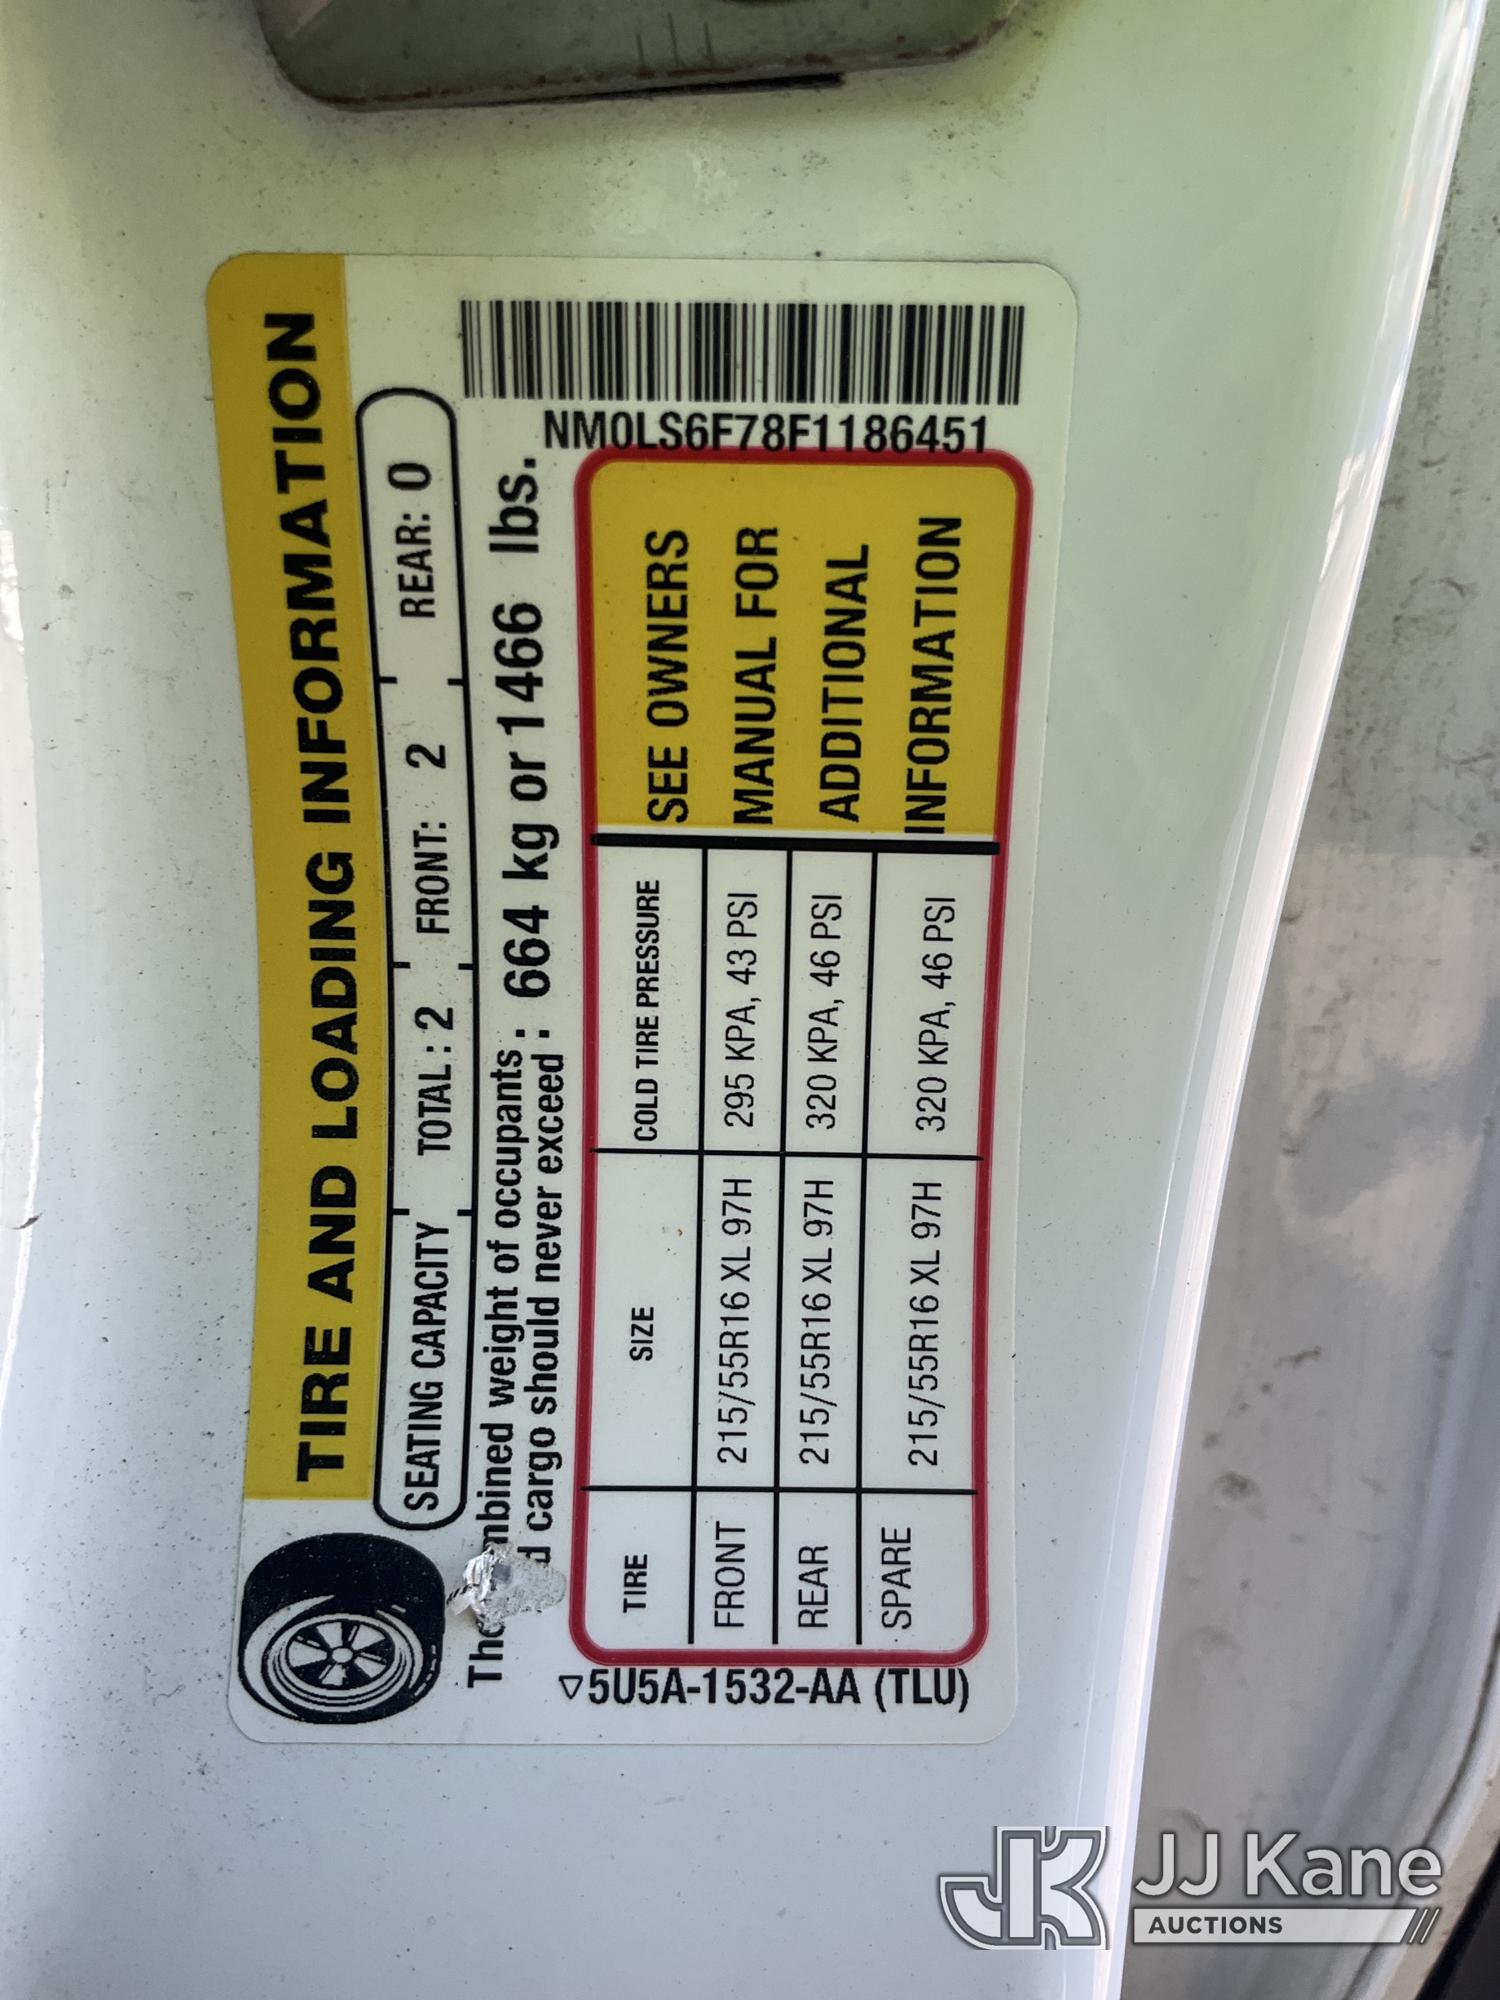 TIRE AND LOADING INFORMATION
SEATING CAPACITY TOTAL : 2 FRONT: 2 REAR: 0
The mbined weight of occupants : 664 kg or 1466 lbs.
d cargo should never exceed :
NM0LS6F78F1186451
TIRE SIZE COLD TIRE PRESSURE
FRONT 215/55R16 XL 97H 295 KPA, 43 PSI
REAR 215/55R16 XL 97H 320 KPA, 46 PSI
SPARE 215/55R16 XL 97H 320 KPA, 46 PSI
SEE OWNERS
MANUAL FOR
ADDITIONAL
INFORMATION
5U5A-1532-AA (TLU)
JJ Kane
AUCTIONS